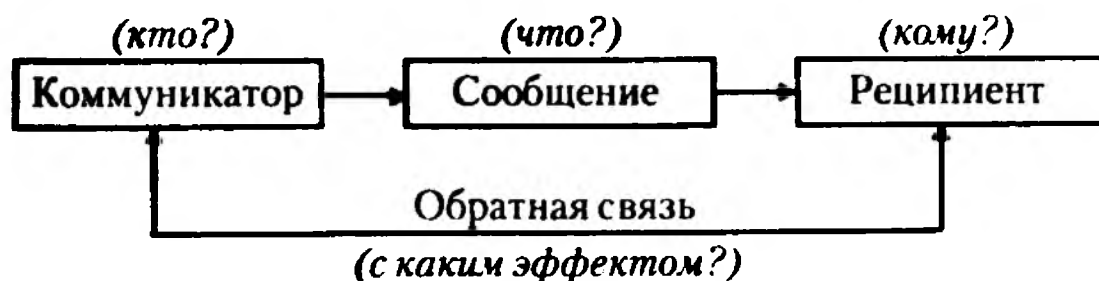 (кто?) (что?) (кому?)
Коммуникатор Сообщение Реципиент
Обратная связь
(с каким эффектом?)